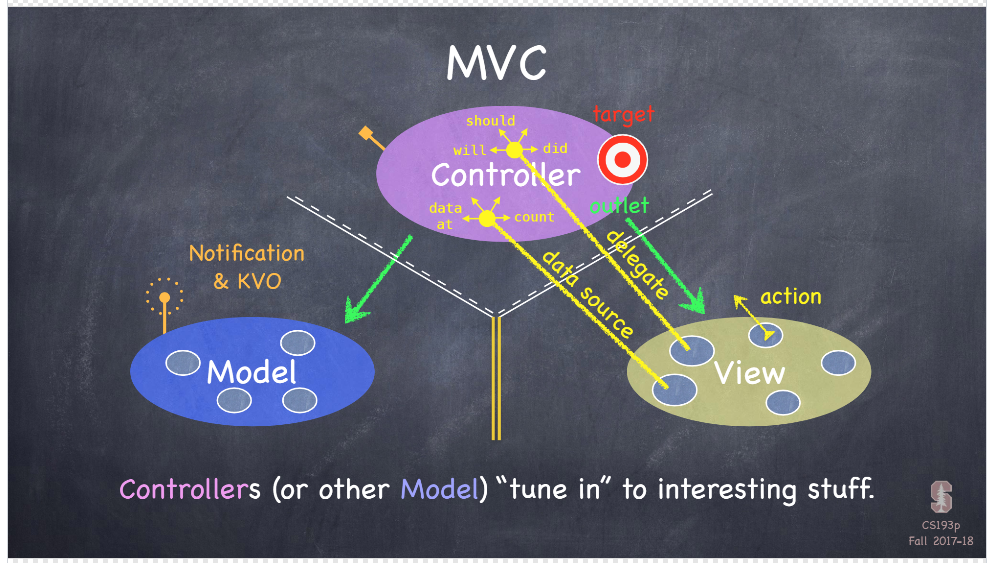 MVC
should
will
did
target
Controller
data
at
count
outlet
Notification
& KVO
delegate
data source
action
Model
View
Controllers (or other Model) “tune in” to interesting stuff.
S
CS193p
Fall 2017-18